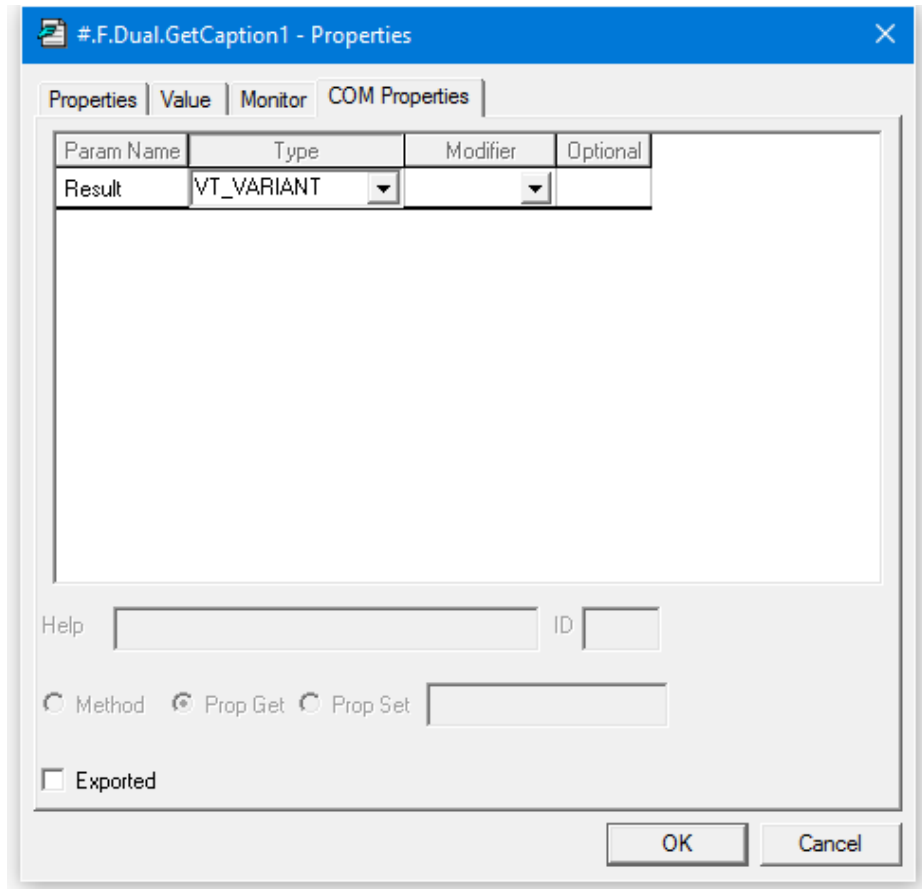 #.F.Dual.GetCaption1 - Properties
Properties Value Monitor COM Properties
Param Name Type Modifier Optional
Result VT_VARIANT
Help ID
Method Prop Get Prop Set
Exported
OK Cancel